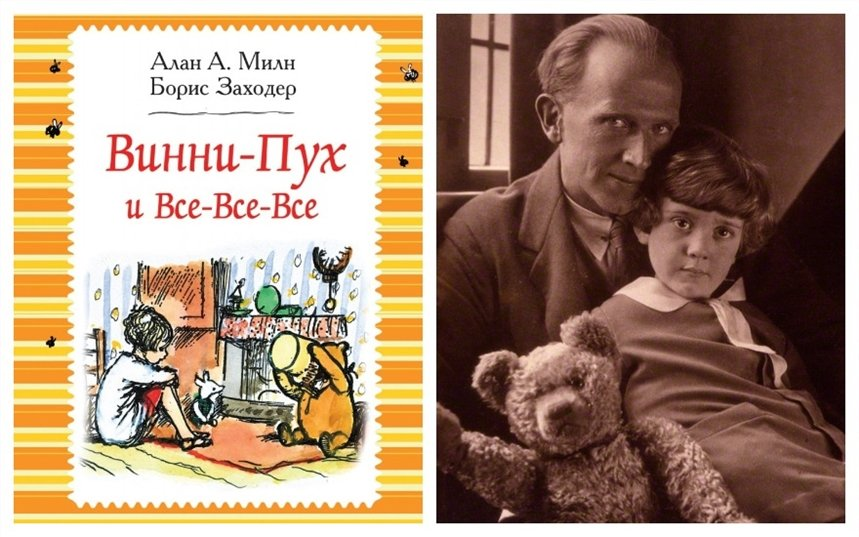 Алан А. Милн
Борис Заходер
Винни-Пух
и Все-Все-Все